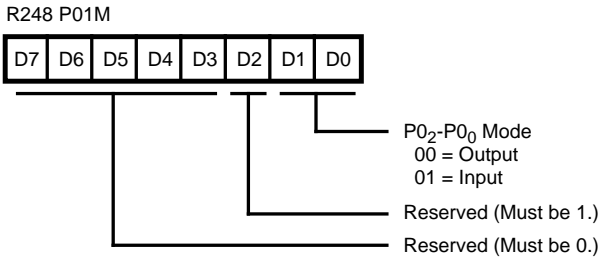 R248 P01M
D7 D6 D5 D4 D3 D2 D1 D0
P02-P00 Mode
00 = Output
01 = Input
Reserved (Must be 1.)
Reserved (Must be 0.)